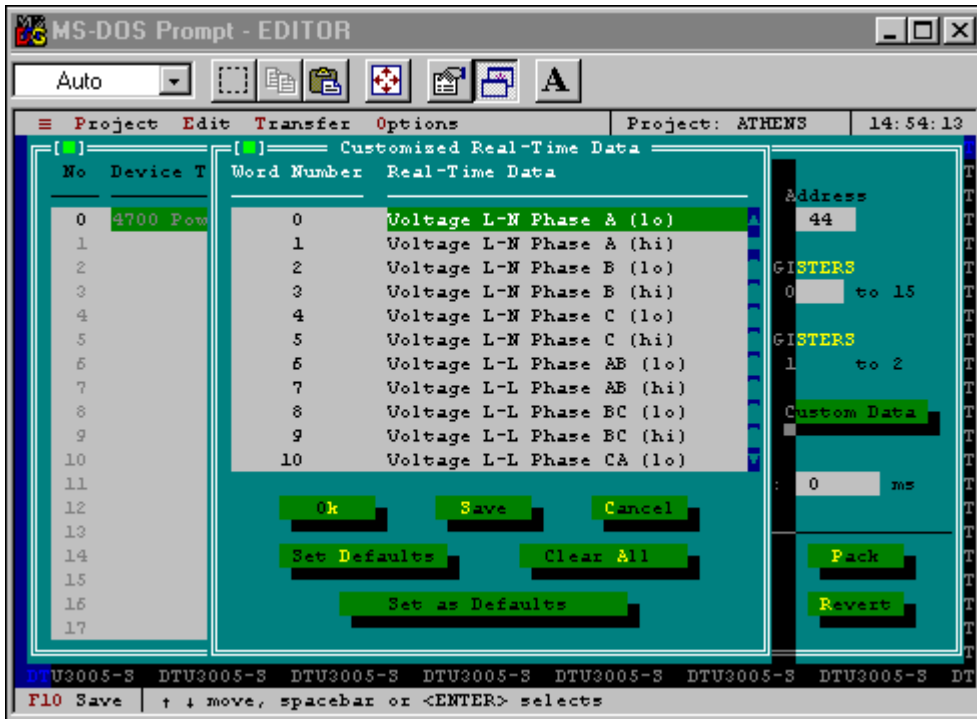 MS-DOS Prompt - EDITOR
Auto
A
≡ Project Edit Transfer Options Project: ATHENS 14:54:13
Customized Real-Time Data
No Device T
Word Number Real-Time Data
Address
0 4700 Pow
0 Voltage L-N Phase A (lo)
44
1
1 Voltage L-N Phase A (hi)
2
2 Voltage L-N Phase B (lo)
GISTERS
3
3 Voltage L-N Phase B (hi)
0 to 15
4
4 Voltage L-N Phase C (lo)
5
5 Voltage L-N Phase C (hi)
GISTERS
6
6 Voltage L-L Phase AB (lo)
1 to 2
7
7 Voltage L-L Phase AB (hi)
8
8 Voltage L-L Phase BC (lo)
Custom Data
9
9 Voltage L-L Phase BC (hi)
10
10 Voltage L-L Phase CA (lo)
11
: 0 ms
12
Ok Save Cancel
13
14
Set Defaults Clear All
Pack
15
16
Set as Defaults
Revert
17
DTU3005-S DTU3005-S DTU3005-S DTU3005-S DTU3005-S DTU3005-S DTU3005-S DT
F10 Save ↑ ↓ move, spacebar or <ENTER> selects